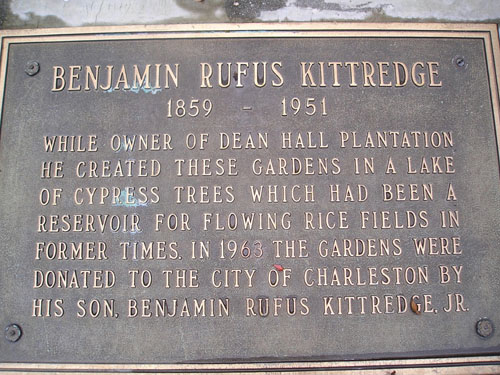 BENJAMIN RUFUS KITTREDGE
1859 - 1951
WHILE OWNER OF DEAN HALL PLANTATION
HE CREATED THESE GARDENS IN A LAKE
OF CYPRESS TREES WHICH HAD BEEN A
RESERVOIR FOR FLOWING RICE FIELDS IN
FORMER TIMES. IN 1963 THE GARDENS WERE
DONATED TO THE CITY OF CHARLESTON BY
HIS SON, BENJAMIN RUFUS KITTREDGE, JR.